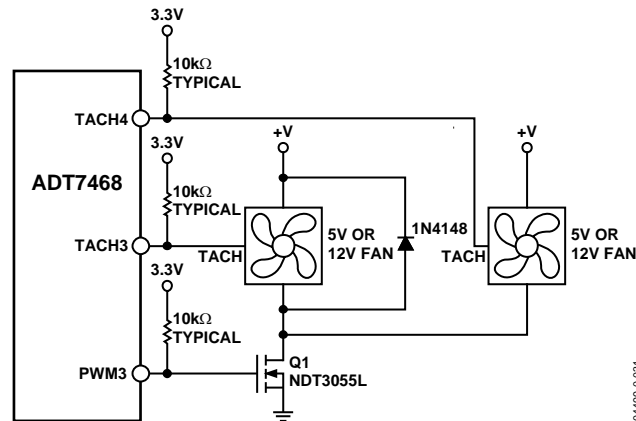 3.3V
10kΩ
TYPICAL
TACH4
3.3V
+V
+V
ADT7468
10kΩ
TYPICAL
1N4148
5V OR
12V FAN
5V OR
12V FAN
TACH3
TACH
TACH
3.3V
10kΩ
TYPICAL
Q1
NDT3055L
PWM3